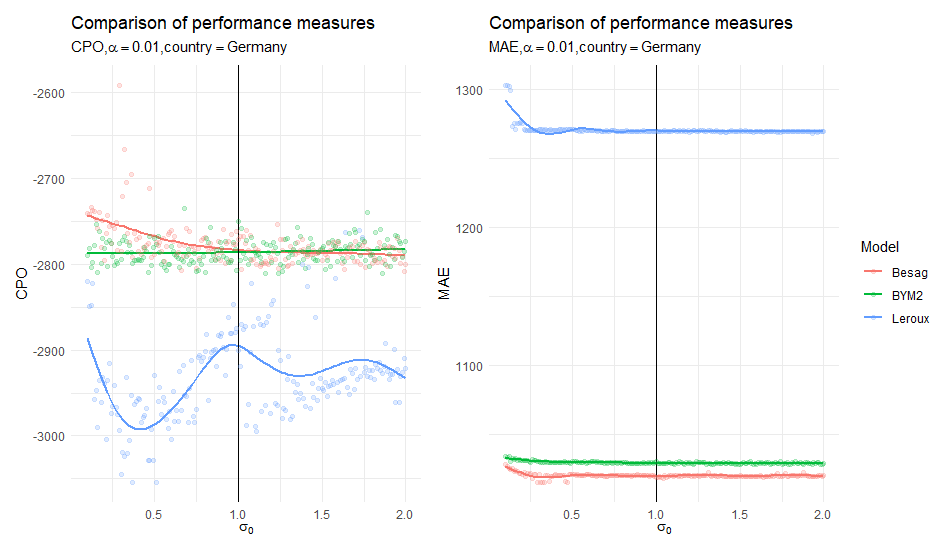 Comparison of performance measures
CPO,α = 0.01,country = Germany
CPO
-2600
-2700
-2800
-2900
-3000
0.5
1.0
1.5
2.0
σ0
Comparison of performance measures
MAE,α = 0.01,country = Germany
MAE
1300
1200
1100
0.5
1.0
1.5
2.0
σ0
Model
Besag
BYM2
Leroux